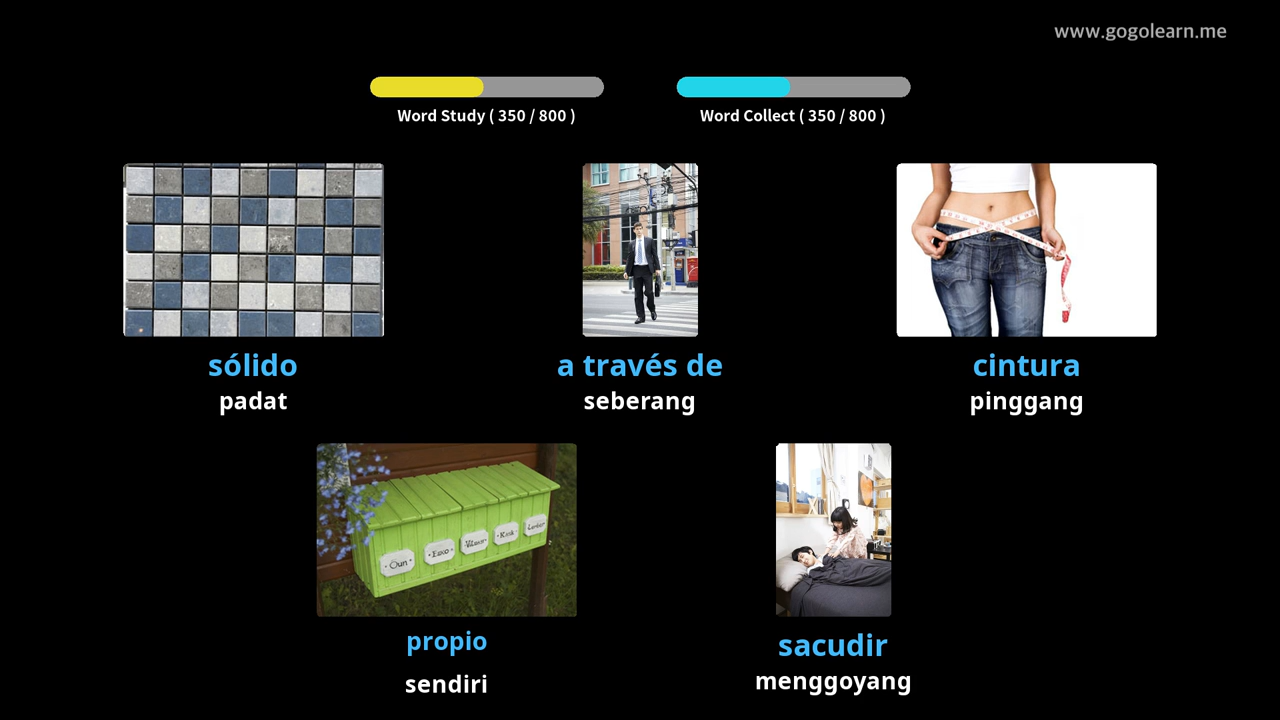 www.gogolearn.me
Word Study ( 350 / 800 )
Word Collect ( 350 / 800 )
sólido
padat
a través de
seberang
cintura
pinggang
propio
sendiri
sacudir
menggoyang